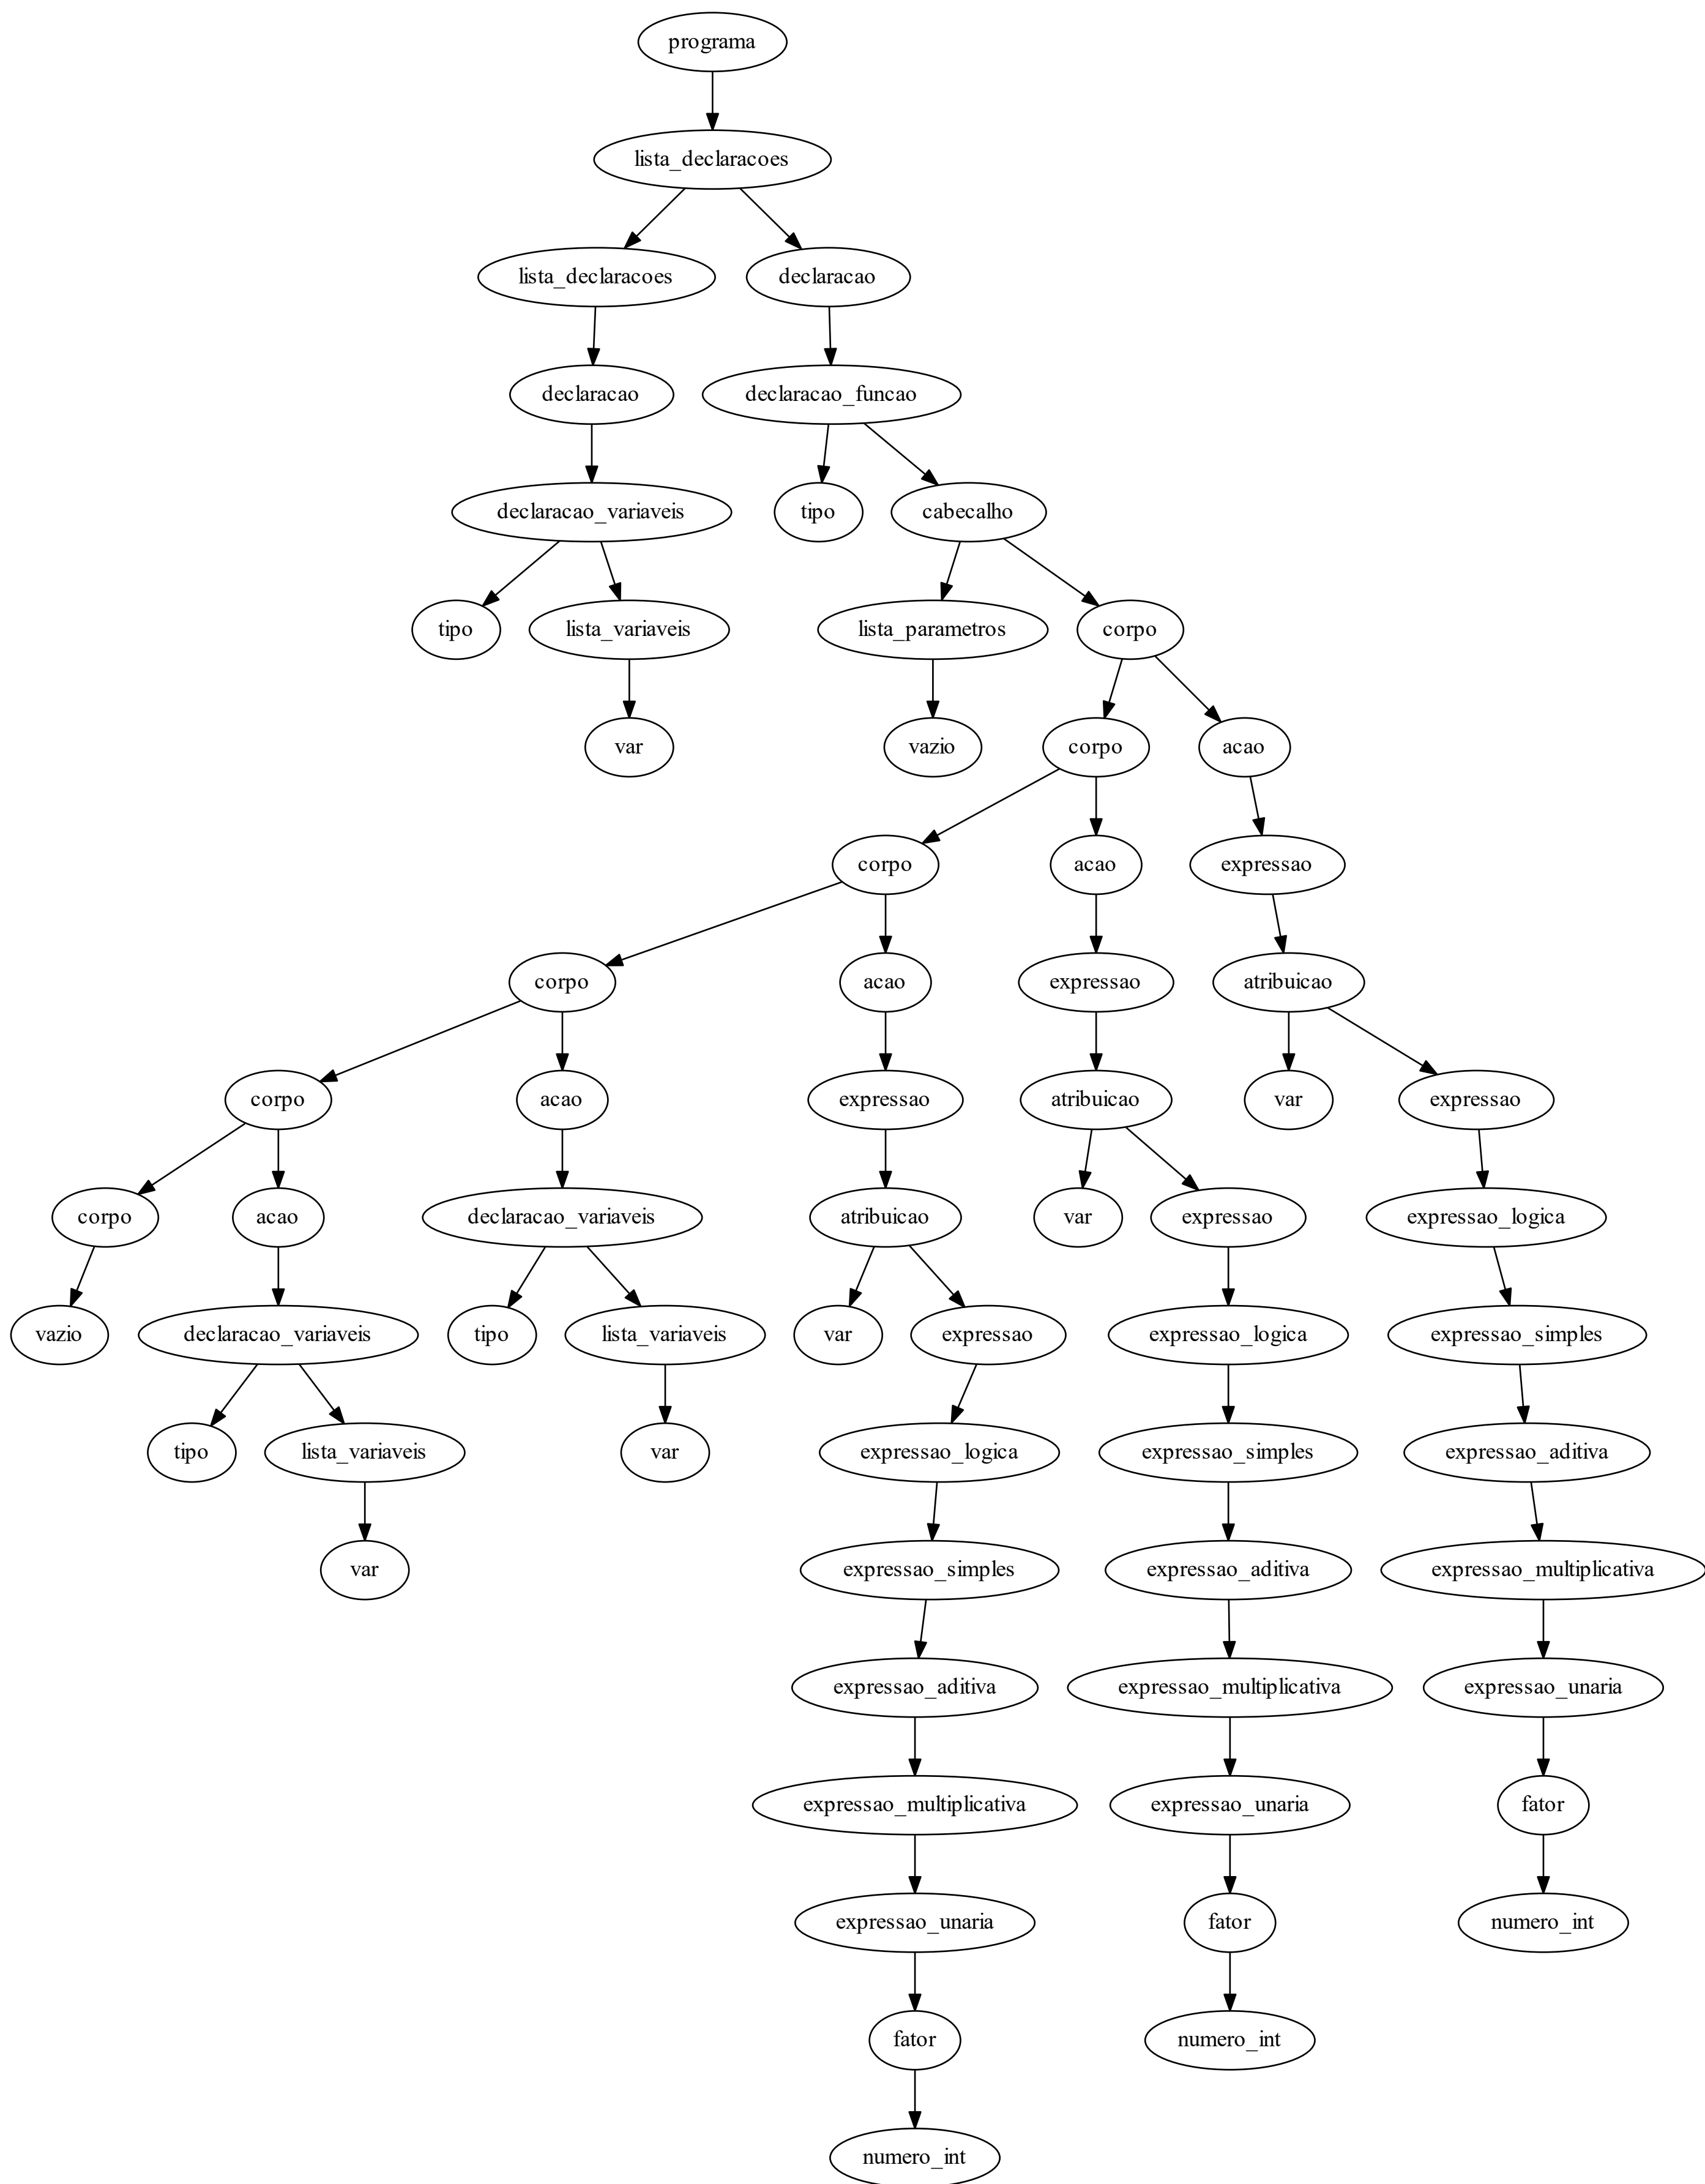 programa
lista_declaracoes
lista_declaracoes
declaracao
declaracao
declaracao_funcao
declaracao_variaveis
tipo
cabecalho
tipo
lista_variaveis
lista_parametros
corpo
var
vazio
corpo
acao
corpo
acao
expressao
corpo
acao
expressao
atribuicao
corpo
acao
expressao
atribuicao
var
expressao
corpo
acao
declaracao_variaveis
atribuicao
var
expressao
expressao_logica
vazio
declaracao_variaveis
tipo
lista_variaveis
var
expressao
expressao_logica
expressao_simples
tipo
lista_variaveis
var
expressao_logica
expressao_simples
expressao_aditiva
var
expressao_simples
expressao_aditiva
expressao_multiplicativa
expressao_aditiva
expressao_multiplicativa
expressao_unaria
expressao_multiplicativa
expressao_unaria
fator
expressao_unaria
fator
numero_int
fator
numero_int
numero_int